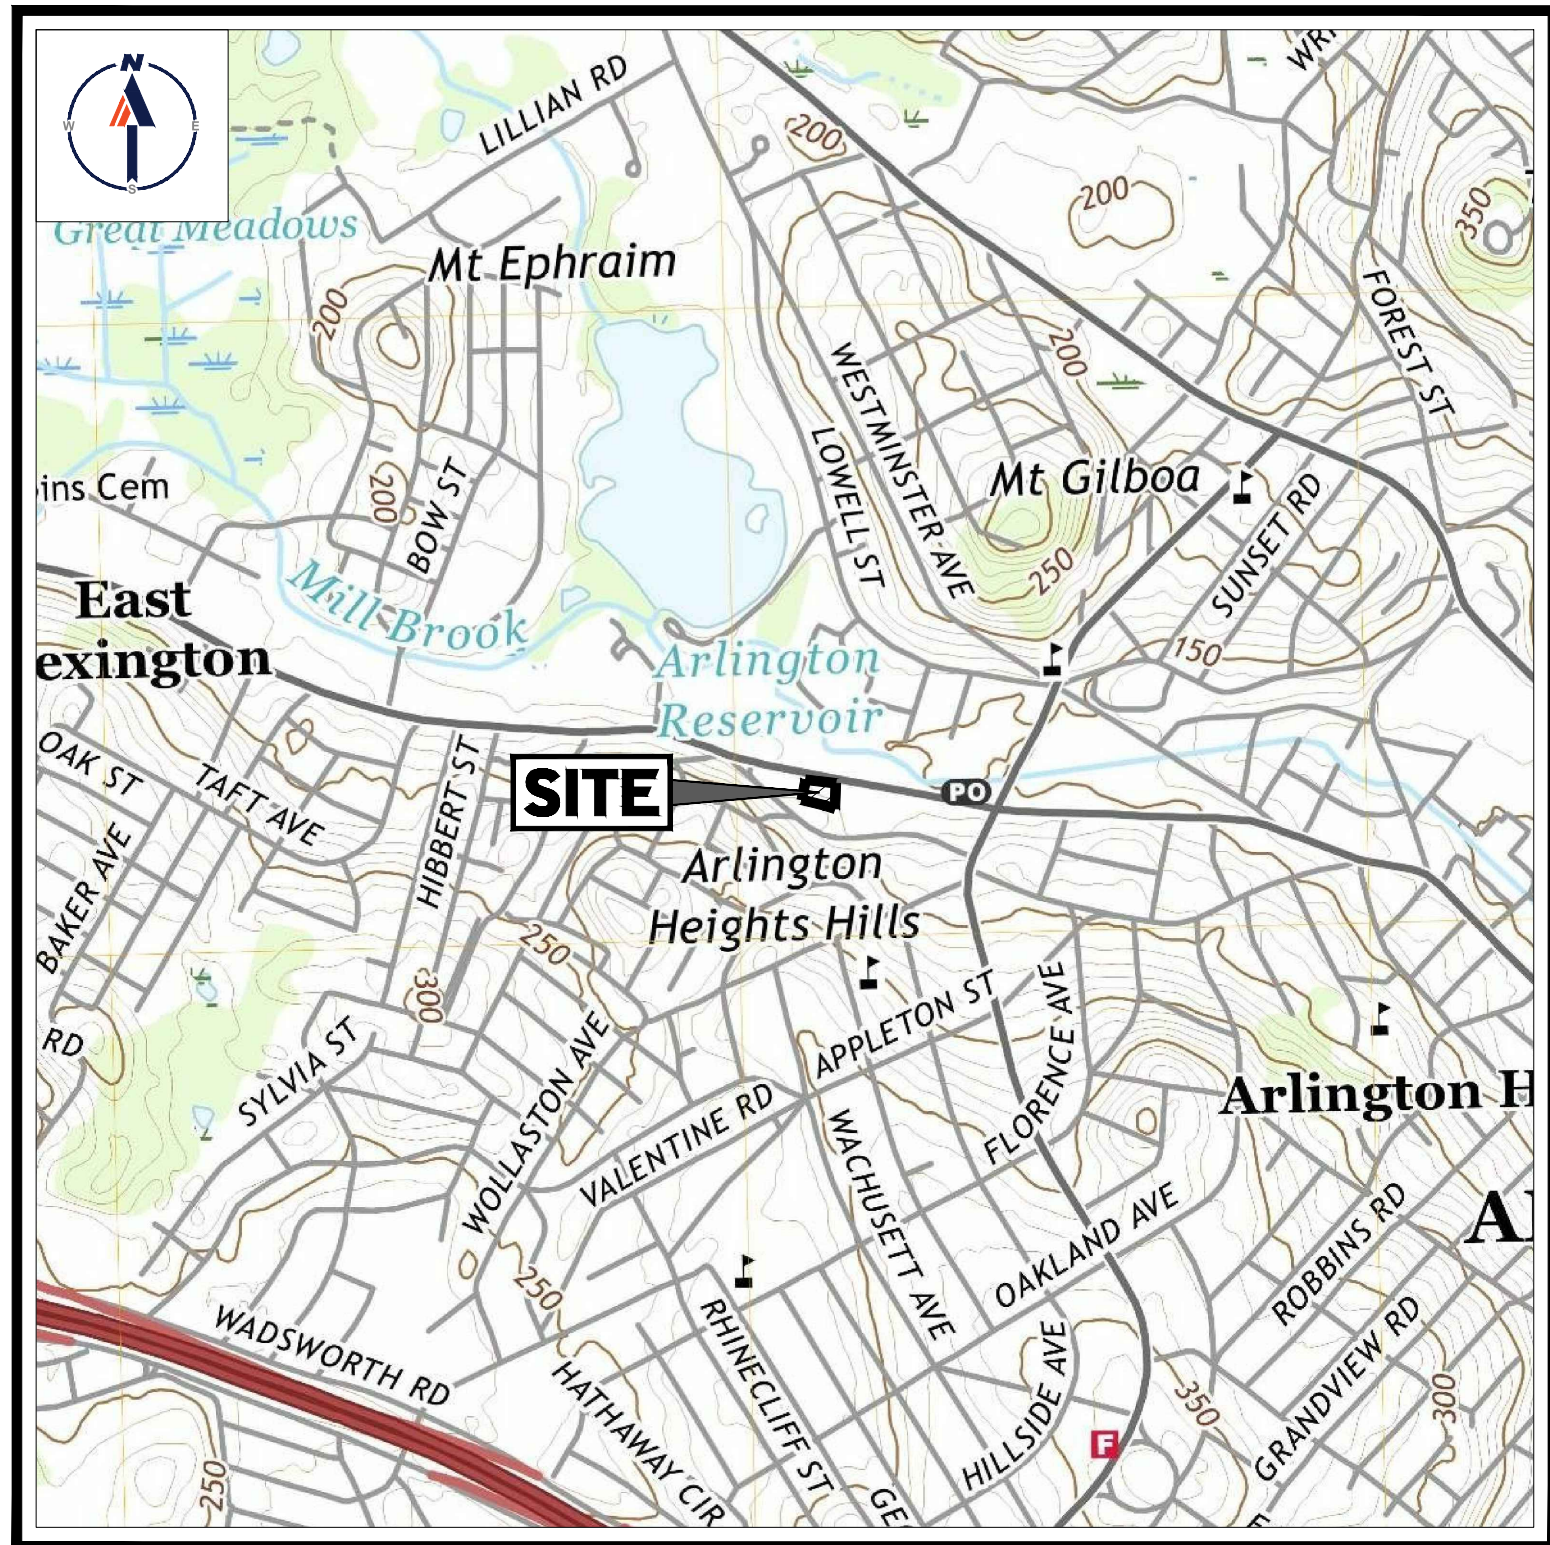 N
W
E
S
LILLIAN RD
200
200
350
Great Meadows
Mt Ephraim
200
FOREST ST
200
WESTMINSTER AVE
LOWELL ST
Mt Gilboa
ins Cem
200
BOW ST
SUNSET RD
250
East
exington
Mill Brook
150
Arlington
Reservoir
OAK ST
TAFT AVE
HIBBERT ST
SITE
PO
BAKER AVE
Arlington
Heights Hills
250
300
APPLETON ST
FLORENCE AVE
RD
SYLVIA ST
WOLLASTON AVE
VALENTINE RD
WACHUSETT AVE
Arlington H
OAKLAND AVE
ROBBINS RD
A
250
WADSWORTH RD
RHINECLIFF ST
HATHAWAY CIR
HILLSIDE AVE
350
GRANDVIEW RD
300
F
250
GEO